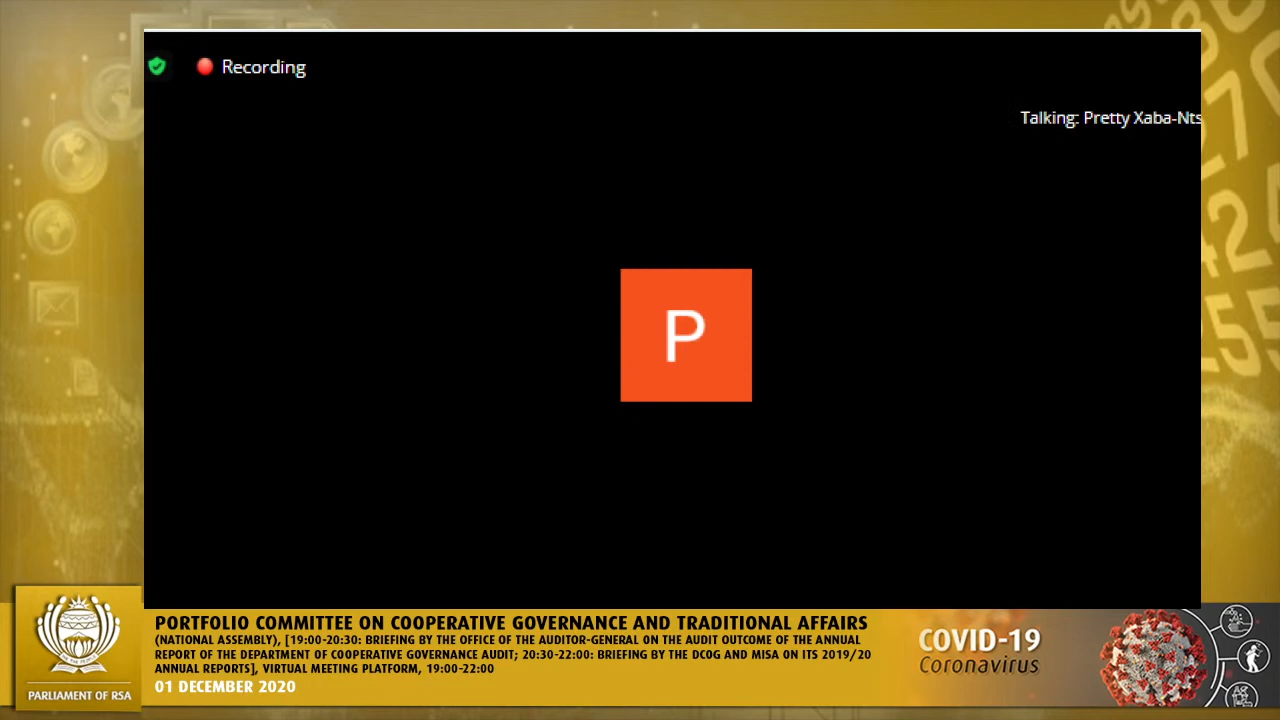 Recording
Talking: Pretty Xaba-Nts
P
PORTFOLIO COMMITTEE ON COOPERATIVE GOVERNANCE AND TRADITIONAL AFFAIRS
(NATIONAL ASSEMBLY), [19:00-20:30: BRIEFING BY THE OFFICE OF THE AUDITOR-GENERAL ON THE AUDIT OUTCOME OF THE ANNUAL
REPORT OF THE DEPARTMENT OF COOPERATIVE GOVERNANCE AUDIT; 20:30-22:00: BRIEFING BY THE DCOG AND MISA ON ITS 2019/20
ANNUAL REPORTS], VIRTUAL MEETING PLATFORM, 19:00-22:00
01 DECEMBER 2020
PARLIAMENT OF RSA
COVID-19
Coronavirus